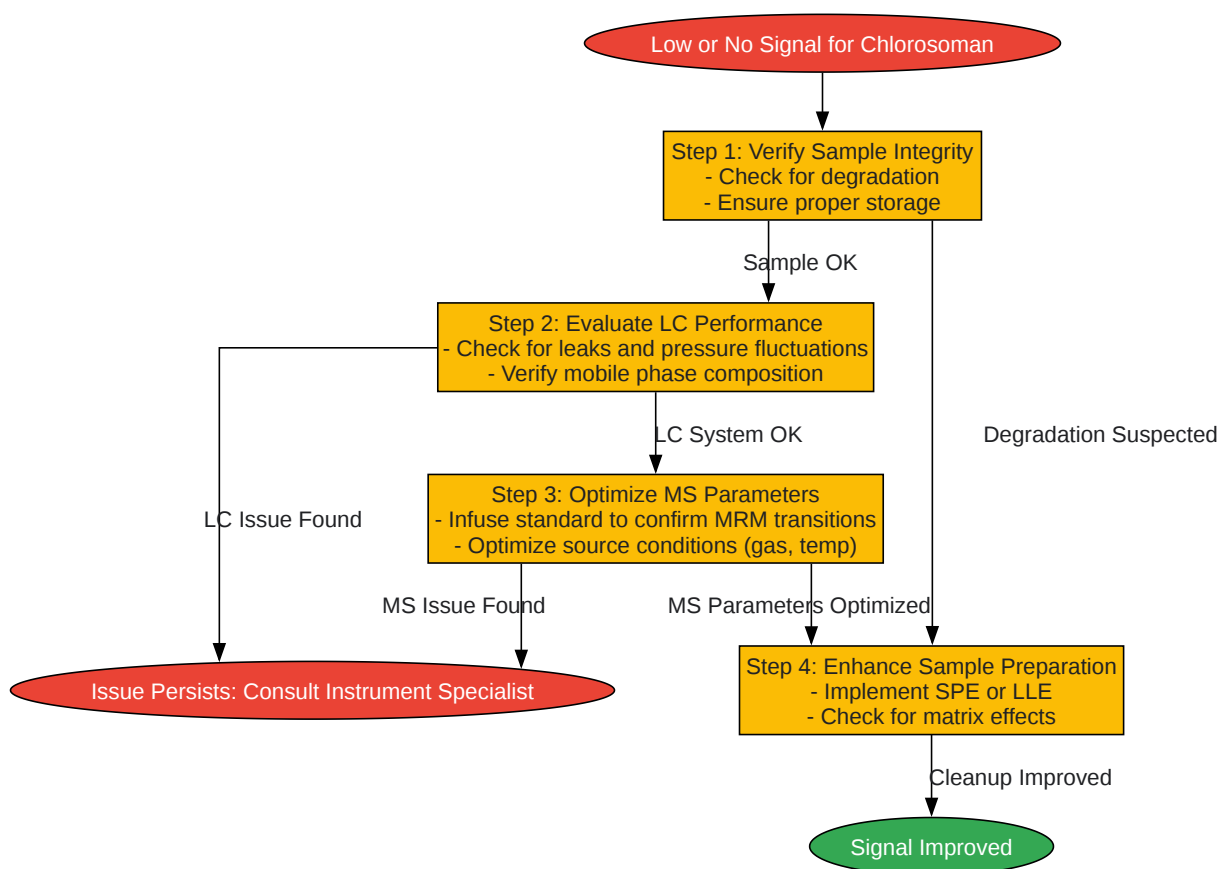 Low or No Signal for Chlorosoman
Step 1: Verify Sample Integrity
- Check for degradation
- Ensure proper storage
Sample OK
Step 2: Evaluate LC Performance
- Check for leaks and pressure fluctuations
- Verify mobile phase composition
LC System OK
Degradation Suspected
Step 3: Optimize MS Parameters
- Infuse standard to confirm MRM transitions
- Optimize source conditions (gas, temp)
LC Issue Found
MS Issue Found
MS Parameters Optimized
Issue Persists: Consult Instrument Specialist
Step 4: Enhance Sample Preparation
- Implement SPE or LLE
- Check for matrix effects
Cleanup Improved
Signal Improved